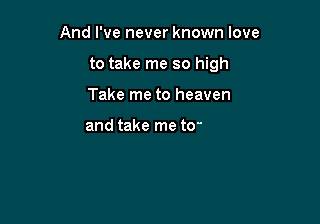 And I've never known love
to take me so high
Take me to heaven
and take me to